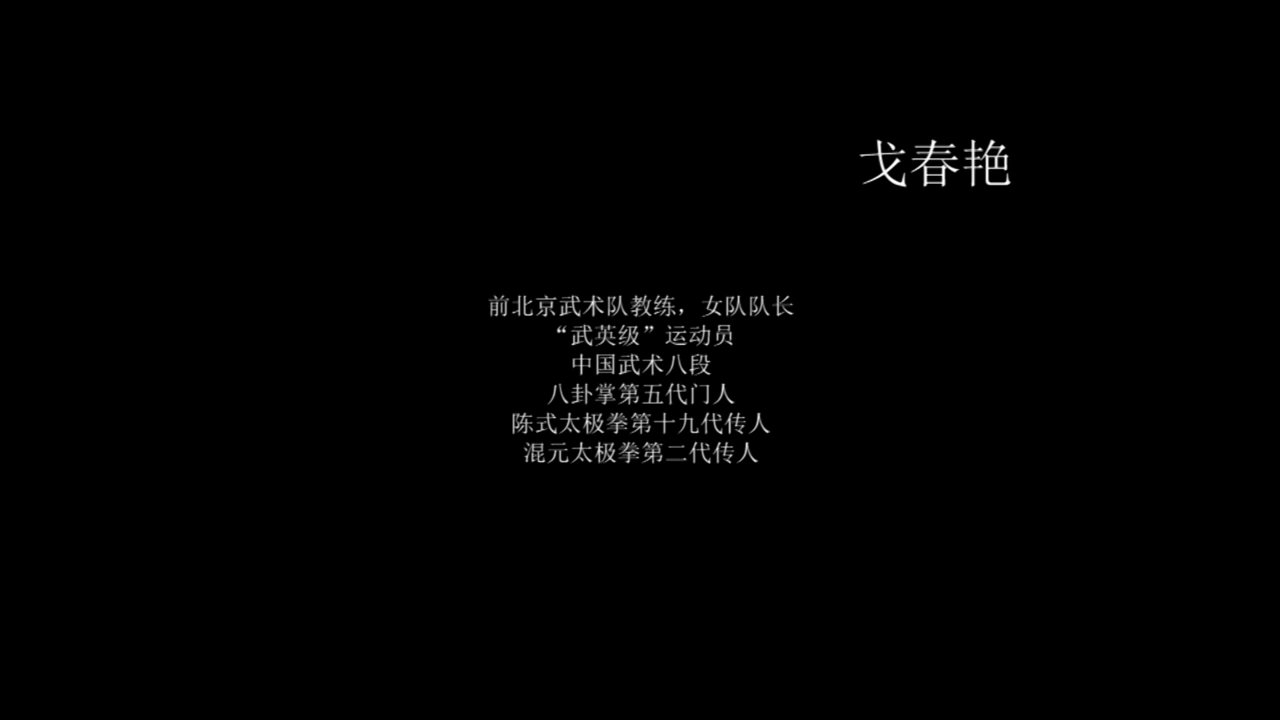 戈春艳
前北京武术队教练，女队队长
“武英级”运动员
中国武术八段
八卦掌第五代门人
陈式太极拳第十九代传人
混元太极拳第二代传人